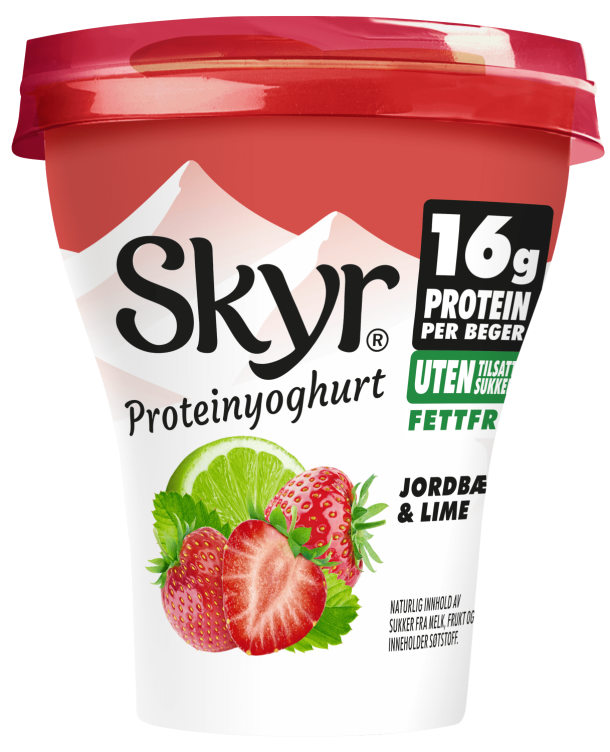 Skyr®
Proteinyoghurt
16g
PROTEIN
PER BEGER
UTEN TILSATT
SUKKE
FETTFR
JORDBÆ
& LIME
NATURLIG INNHOLD AV
SUKKER FRA MELK, FRUKT OG
INNEHOLDER SØTSTOFF.